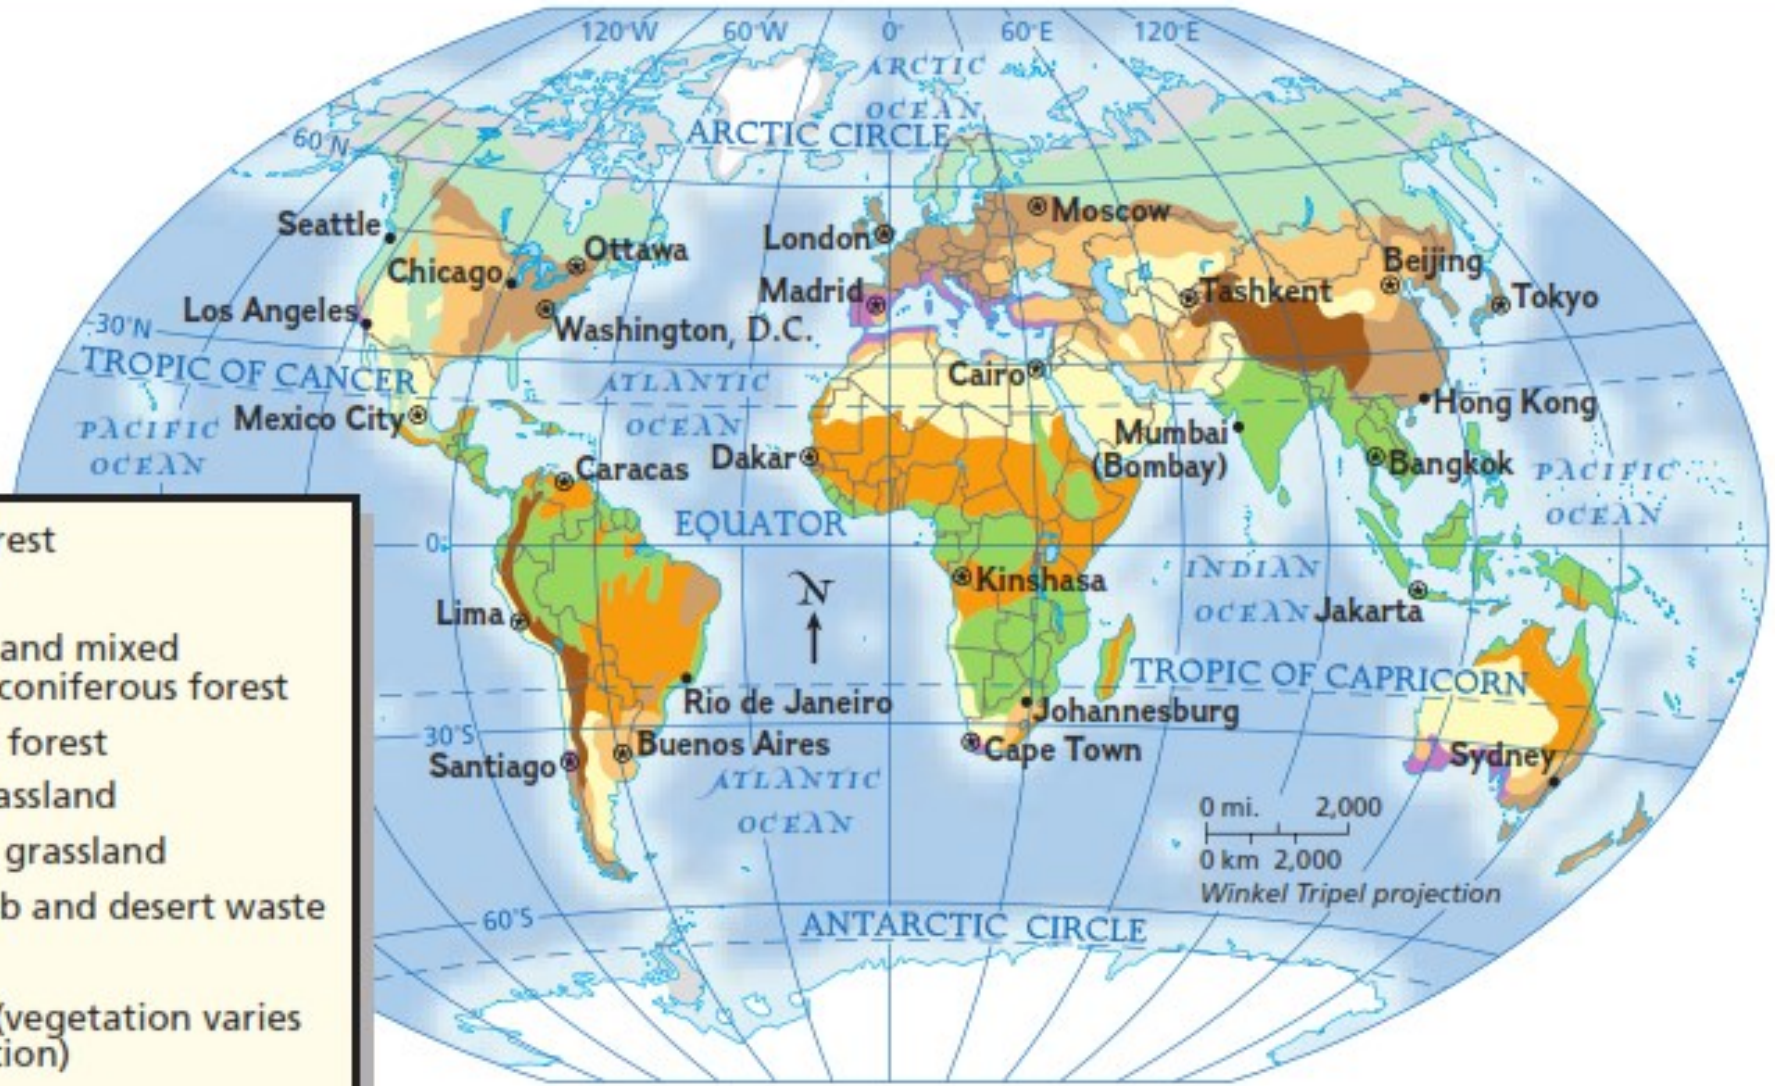 120°W 60°W 0° 60°E 120°E
ARCTIC
OCEAN
ARCTIC CIRCLE
60°N
Seattle
Ottawa
Chicago
Los Angeles
Washington, D.C.
London
Moscow
Madrid
Tashkent
Beijing
Tokyo
30°N
TROPIC OF CANCER
ATLANTIC
OCEAN
Cairo
Hong Kong
Mexico City
PACIFIC
OCEAN
Caracas
Dakar
Mumbai
(Bombay)
Bangkok
PACIFIC
OCEAN
EQUATOR
0°
N
Kinshasa
INDIAN
OCEAN
Jakarta
Lima
TROPIC OF CAPRICORN
Rio de Janeiro
Johannesburg
30°S
Buenos Aires
Cape Town
Santiago
Sydney
ATLANTIC
OCEAN
0 mi. 2,000
0 km 2,000
Winkel Tripel projection
60°S
ANTARCTIC CIRCLE
rest
and mixed
coniferous forest
forest
assland
grassland
b and desert waste
(vegetation varies
tion)